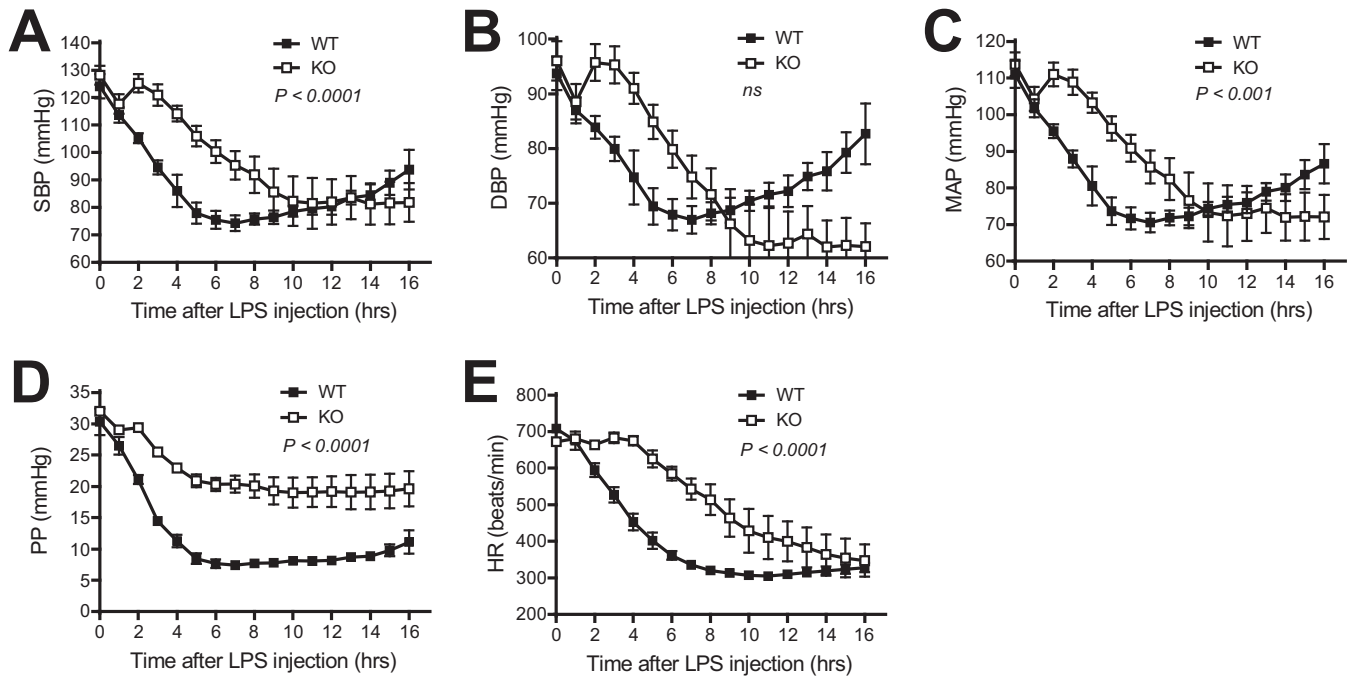 A
SBP (mmHg)
140
130
120
110
100
90
80
70
60
WT
KO
P < 0.0001
0 2 4 6 8 10 12 14 16
Time after LPS injection (hrs)
B
DBP (mmHg)
100
90
80
70
60
WT
KO
ns
0 2 4 6 8 10 12 14 16
Time after LPS injection (hrs)
C
MAP (mmHg)
120
110
100
90
80
70
60
WT
KO
P < 0.001
0 2 4 6 8 10 12 14 16
Time after LPS injection (hrs)
D
PP (mmHg)
35
30
25
20
15
10
5
0
WT
KO
P < 0.0001
0 2 4 6 8 10 12 14 16
Time after LPS injection (hrs)
E
HR (beats/min)
800
700
600
500
400
300
200
WT
KO
P < 0.0001
0 2 4 6 8 10 12 14 16
Time after LPS injection (hrs)